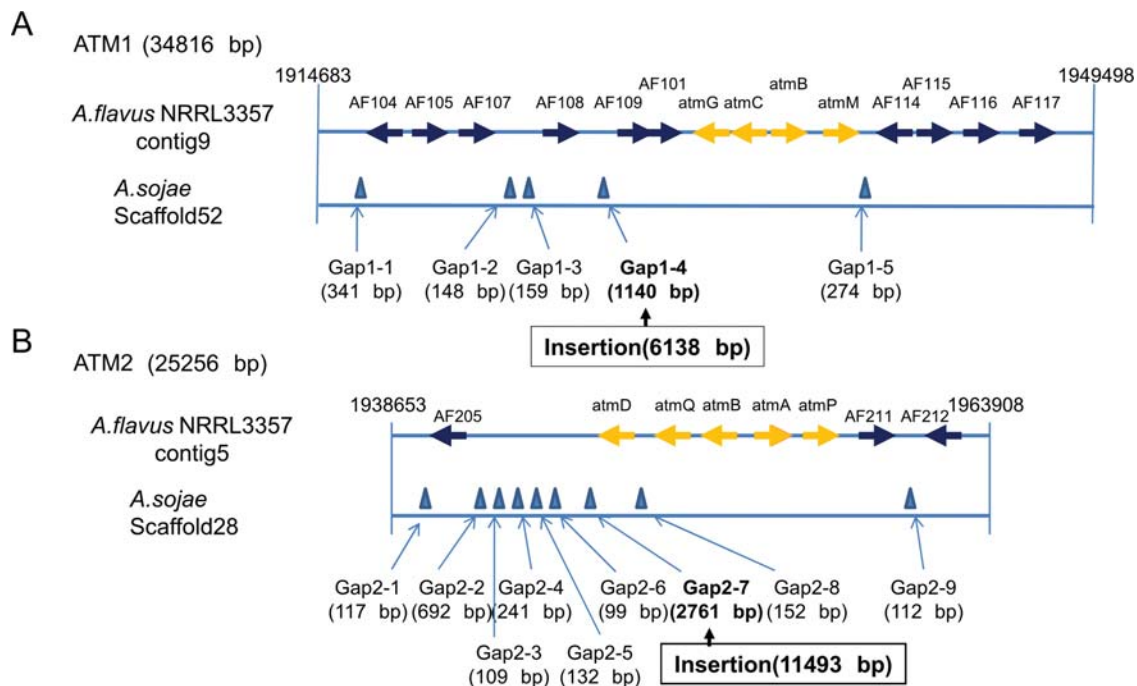 A
ATM1 (34816 bp)
1914683
1949498
AF101
atmB
AF115
AF104 AF105 AF107 AF108 AF109 atmG atmC atmM AF114 AF116 AF117
A.flavus NRRL3357
contig9
A.sojae
Scaffold52
Gap1-1 Gap1-2 Gap1-3 Gap1-4 Gap1-5
(341 bp) (148 bp) (159 bp) (1140 bp) (274 bp)
Insertion(6138 bp)
B
ATM2 (25256 bp)
1938653
1963908
AF205 atmD atmQ atmB atmA atmP AF211 AF212
A.flavus NRRL3357
contig5
A.sojae
Scaffold28
Gap2-1 Gap2-2 Gap2-4 Gap2-6 Gap2-7 Gap2-8 Gap2-9
(117 bp) (692 bp) (241 bp) (99 bp) (2761 bp) (152 bp) (112 bp)
Gap2-3 Gap2-5
(109 bp) (132 bp)
Insertion(11493 bp)